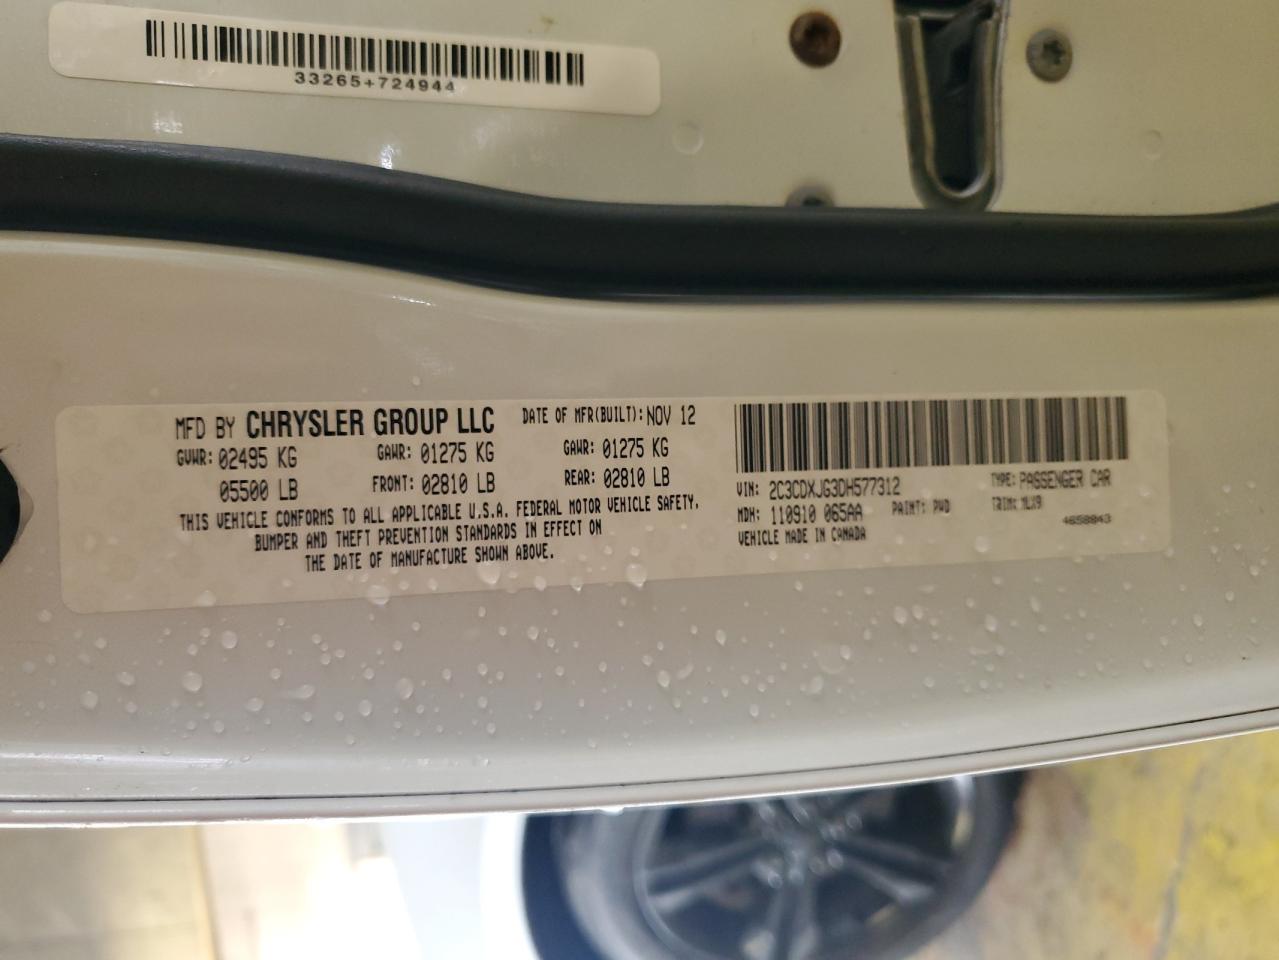 33265+724944
MFD BY CHRYSLER GROUP LLC DATE OF MFR(BUILT): NOV 12
GVWR: 02495 KG GAWR: 01275 KG GAWR: 01275 KG
05500 LB FRONT: 02810 LB REAR: 02810 LB
THIS VEHICLE CONFORMS TO ALL APPLICABLE U.S.A. FEDERAL MOTOR VEHICLE SAFETY,
BUMPER AND THEFT PREVENTION STANDARDS IN EFFECT ON
THE DATE OF MANUFACTURE SHOWN ABOVE.
VIN: 2C3CDXJG3DH577312 TYPE: PASSENGER CAR
MDH: 110910 065AA PAINT: PWD TRIM: MLX9
VEHICLE MADE IN CANADA 4658843